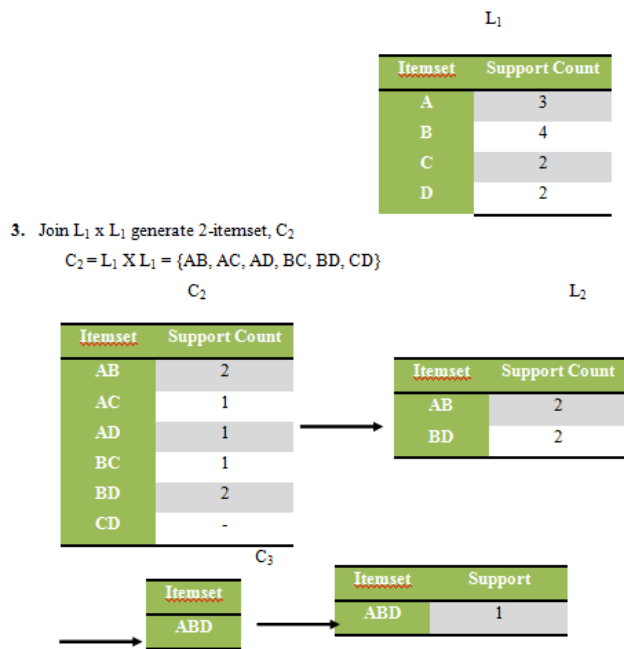 L₁
Itemset Support Count
A 3
B 4
C 2
D 2
3. Join L₁ x L₁ generate 2-itemset, C₂
C₂ = L₁ X L₁ = {AB, AC, AD, BC, BD, CD}
C₂ L₂
Itemset Support Count
AB 2
AC 1
AD 1
BC 1
BD 2
CD -
Itemset Support Count
AB 2
BD 2
C₃
Itemset
ABD
Itemset Support
ABD 1